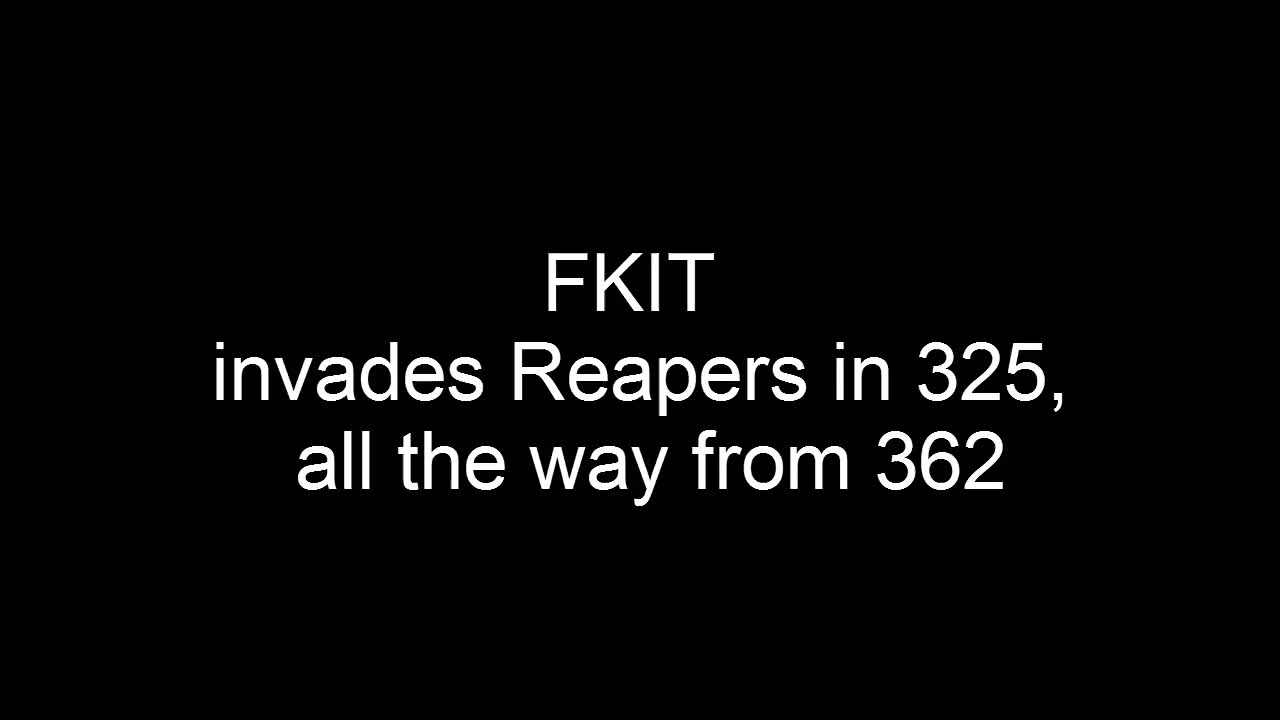 FKIT
invades Reapers in 325,
all the way from 362